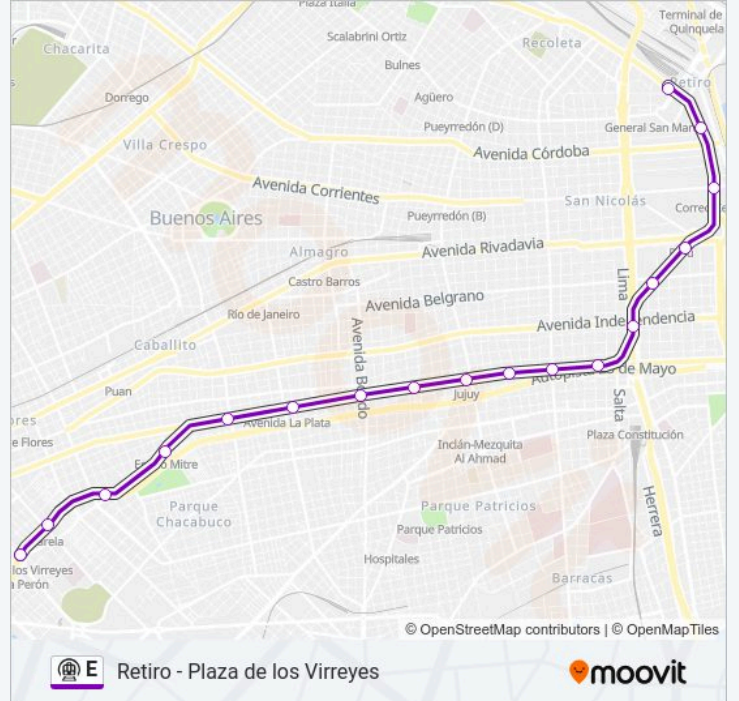 Plaza Italia
Terminal de
Quinquela
Scalabrini Ortiz
Recoleta
Chacarita
Bulnes
Retiro
Dorrego
Agüero
Pueyrredón (D)
General San Mar
Villa Crespo
Avenida Córdoba
Avenida Corrientes
San Nicolás
Buenos Aires
Pueyrredón (B)
Corre
Almagro
Avenida Rivadavia
Castro Barros
Lima
Avenida Belgrano
Río de Janeiro
Avenida Independencia
Caballito
Avenida B do
Autopista 25 de Mayo
Puan
Jujuy
Salta
ores
Avenida La Plata
e Flores
Plaza Constitución
Inclán-Mezquita
Al Ahmad
Mitre
Herrera
Parque
Chacabuco
Parque Patricios
Parque Patricios
rela
Hospitales
los Virreyes
a Perón
Barracas
© OpenStreetMap contributors | © OpenMapTiles
E Retiro - Plaza de los Virreyes
moovit